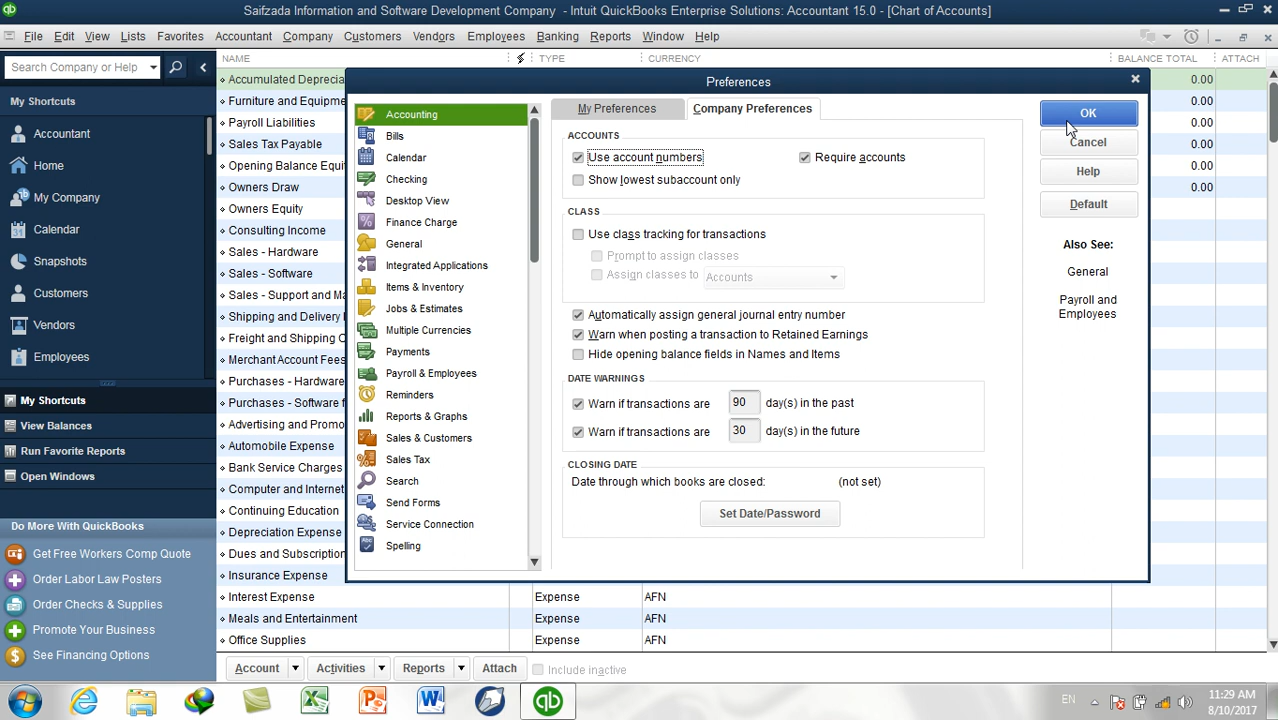 Saifzada Information and Software Development Company - Intuit QuickBooks Enterprise Solutions: Accountant 15.0 - [Chart of Accounts]
File Edit View Lists Favorites Accountant Company Customers Vendors Employees Banking Reports Window Help
Search Company or Help
My Shortcuts
Accountant
Home
My Company
Calendar
Snapshots
Customers
Vendors
Employees
My Shortcuts
View Balances
Run Favorite Reports
Open Windows
Do More With QuickBooks
Get Free Workers Comp Quote
Order Labor Law Posters
Order Checks & Supplies
Promote Your Business
See Financing Options
NAME TYPE CURRENCY BALANCE TOTAL ATTACH
Accumulated Deprecia 0.00
Furniture and Equipme 0.00
Payroll Liabilities 0.00
Sales Tax Payable 0.00
Opening Balance Equi 0.00
Owners Draw 0.00
Owners Equity
Consulting Income
Sales - Hardware
Sales - Software
Sales - Support and Ma
Shipping and Delivery
Freight and Shipping
Merchant Account Fees
Purchases - Hardware
Purchases - Software f
Advertising and Promo
Automobile Expense
Bank Service Charges
Computer and Internet
Continuing Education
Depreciation Expense
Dues and Subscription
Insurance Expense
Interest Expense Expense AFN
Meals and Entertainment Expense AFN
Office Supplies Expense AFN
Preferences
Accounting
Bills
Calendar
Checking
Desktop View
Finance Charge
General
Integrated Applications
Items & Inventory
Jobs & Estimates
Multiple Currencies
Payments
Payroll & Employees
Reminders
Reports & Graphs
Sales & Customers
Sales Tax
Search
Send Forms
Service Connection
Spelling
My Preferences Company Preferences
ACCOUNTS
Use account numbers Require accounts
Show lowest subaccount only
CLASS
Use class tracking for transactions
Prompt to assign classes
Assign classes to Accounts
Automatically assign general journal entry number
Warn when posting a transaction to Retained Earnings
Hide opening balance fields in Names and Items
DATE WARNINGS
Warn if transactions are 90 day(s) in the past
Warn if transactions are 30 day(s) in the future
CLOSING DATE
Date through which books are closed: (not set)
Set Date/Password
OK
Cancel
Help
Default
Also See:
General
Payroll and
Employees
Account Activities Reports Attach Include inactive
EN
11:29 AM
8/10/2017